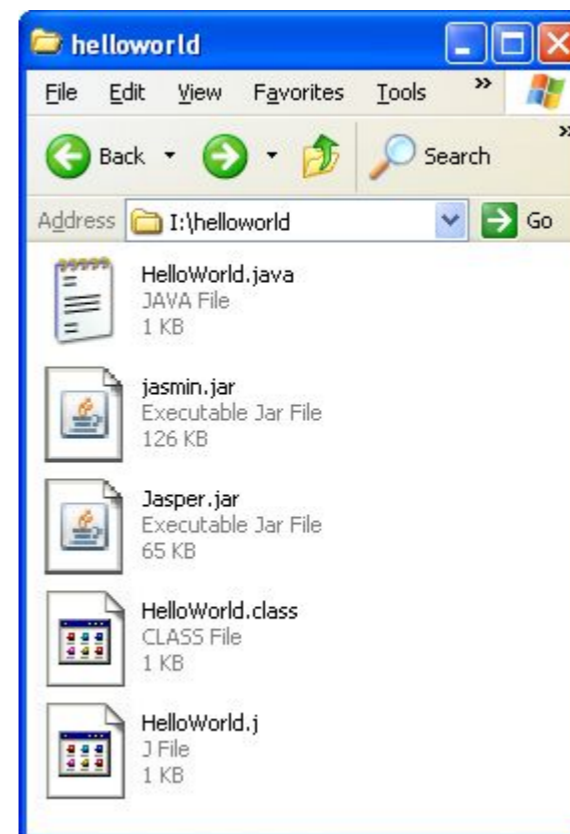 helloworld
File Edit View Favorites Tools »
Back Search »
Address I:\helloworld Go
HelloWorld.java
JAVA File
1 KB
jasmin.jar
Executable Jar File
126 KB
Jasper.jar
Executable Jar File
65 KB
HelloWorld.class
CLASS File
1 KB
HelloWorld.j
J File
1 KB